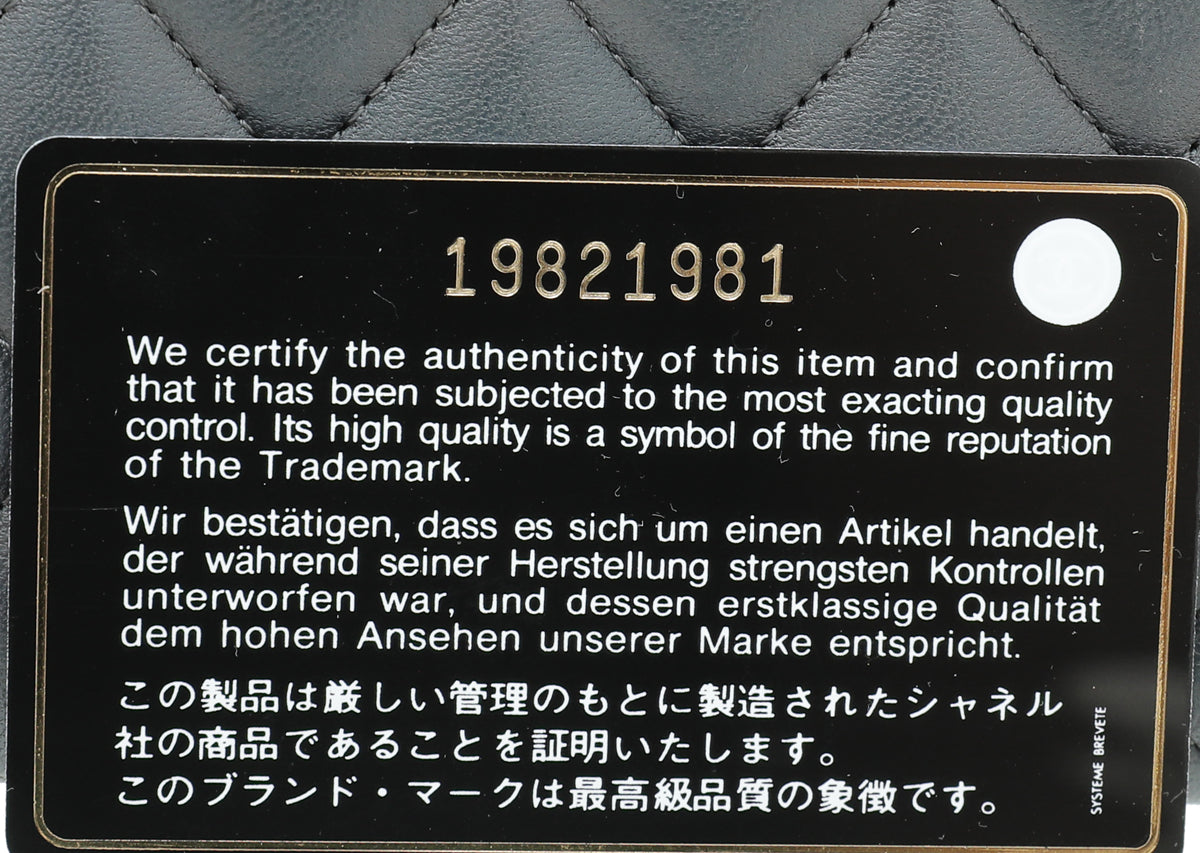 19821981
We certify the authenticity of this item and confirm
that it has been subjected to the most exacting quality
control. Its high quality is a symbol of the fine reputation
of the Trademark.
Wir bestätigen, dass es sich um einen Artikel handelt,
der während seiner Herstellung strengsten Kontrollen
unterworfen war, und dessen erstklassige Qualität
dem hohen Ansehen unserer Marke entspricht.
この製品は厳しい管理のもとに製造されたシャネル
社の商品であることを証明いたします。
このブランド・マークは最高級品質の象徴です。
SYSTEME BREVETE